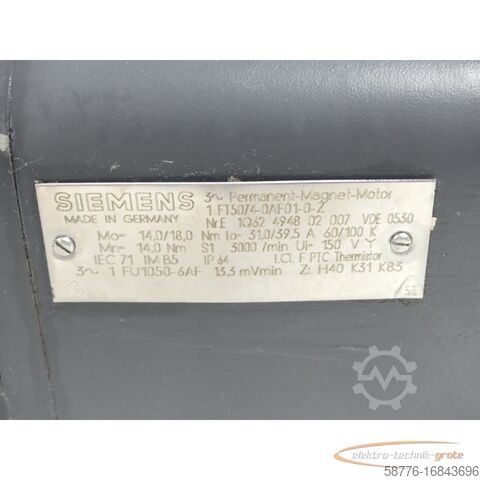 SIEMENS 3~ Permanent-Magnet-Motor
MADE IN GERMANY 1 FT5074-0AF01-0-Z
Nr.E 1Q62 4948 02 007 VDE 0530
Mo= 14,0/18,0 Nm Io= 31,0/39,5 A 60/100 K
Mn= 14,0 Nm S1 3000 /min Ui= 150 V Y
IEC 71 IM B5 IP 64 I.Cl. F PTC Thermistor
3~ 1 FU1050-6AF 13,3 mVmin Z: H40 K31 K83
elektro-technik-grote
58776-16843696